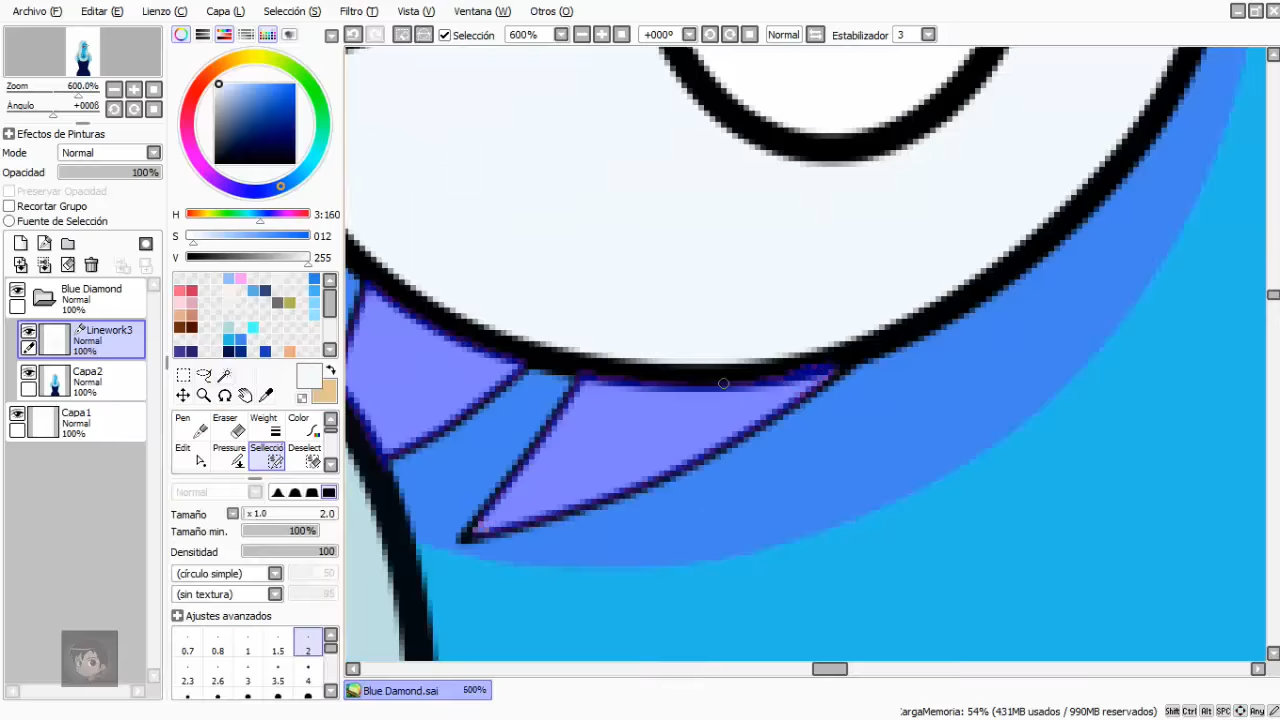 Archivo (F) Editar (E) Lienzo (C) Capa (L) Selección (S) Filtro (T) Vista (V) Ventana (W) Otros (O)
Selección 600% +000° Normal Estabilizador 3
Zoom 600.0%
Ángulo +000ß
Efectos de Pinturas
Mode Normal
Opacidad 100%
Preservar Opacidad
Recortar Grupo
Fuente de Selección
Blue Diamond
Normal
100%
Linework3
Normal
100%
Capa2
Normal
100%
Capa1
Normal
100%
H 3:160
S 012
V 255
Pen Eraser Weight Color
Edit Pressure Sellecció Deselect
Normal
Tamaño x 1.0 2.0
Tamaño min. 100%
Densitidad 100
(círculo simple) 50
(sin textura) 95
Ajustes avanzados
0.7 0.8 1 1.5 2
2.3 2.6 3 3.5 4
Blue Damond.sai 600%
:argaMemoria: 54% (431MB usados / 990MB reservados) Shift Ctrl Alt SPC Any